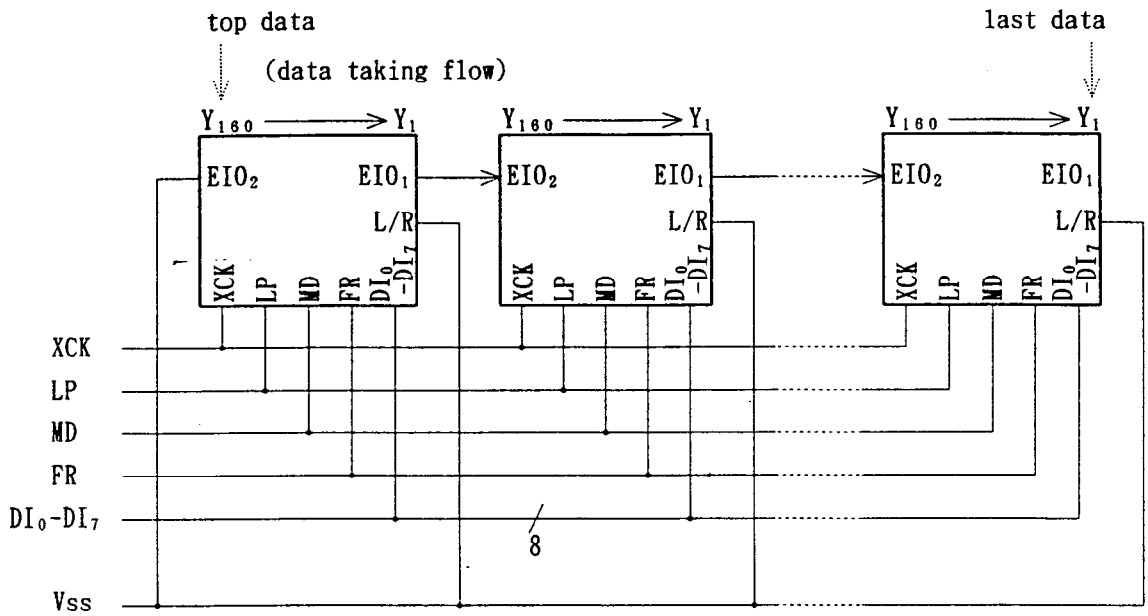 top data
last data
(data taking flow)
Y₁₆₀ Y₁ Y₁₆₀ Y₁ Y₁₆₀ Y₁
EIO₂ EIO₁ EIO₂ EIO₁ EIO₂ EIO₁
L/R L/R L/R
XCK LP MD FR DI₀-DI₇ XCK LP MD FR DI₀-DI₇ XCK LP MD FR DI₀-DI₇
XCK
LP
MD
FR
DI₀-DI₇
8
Vss